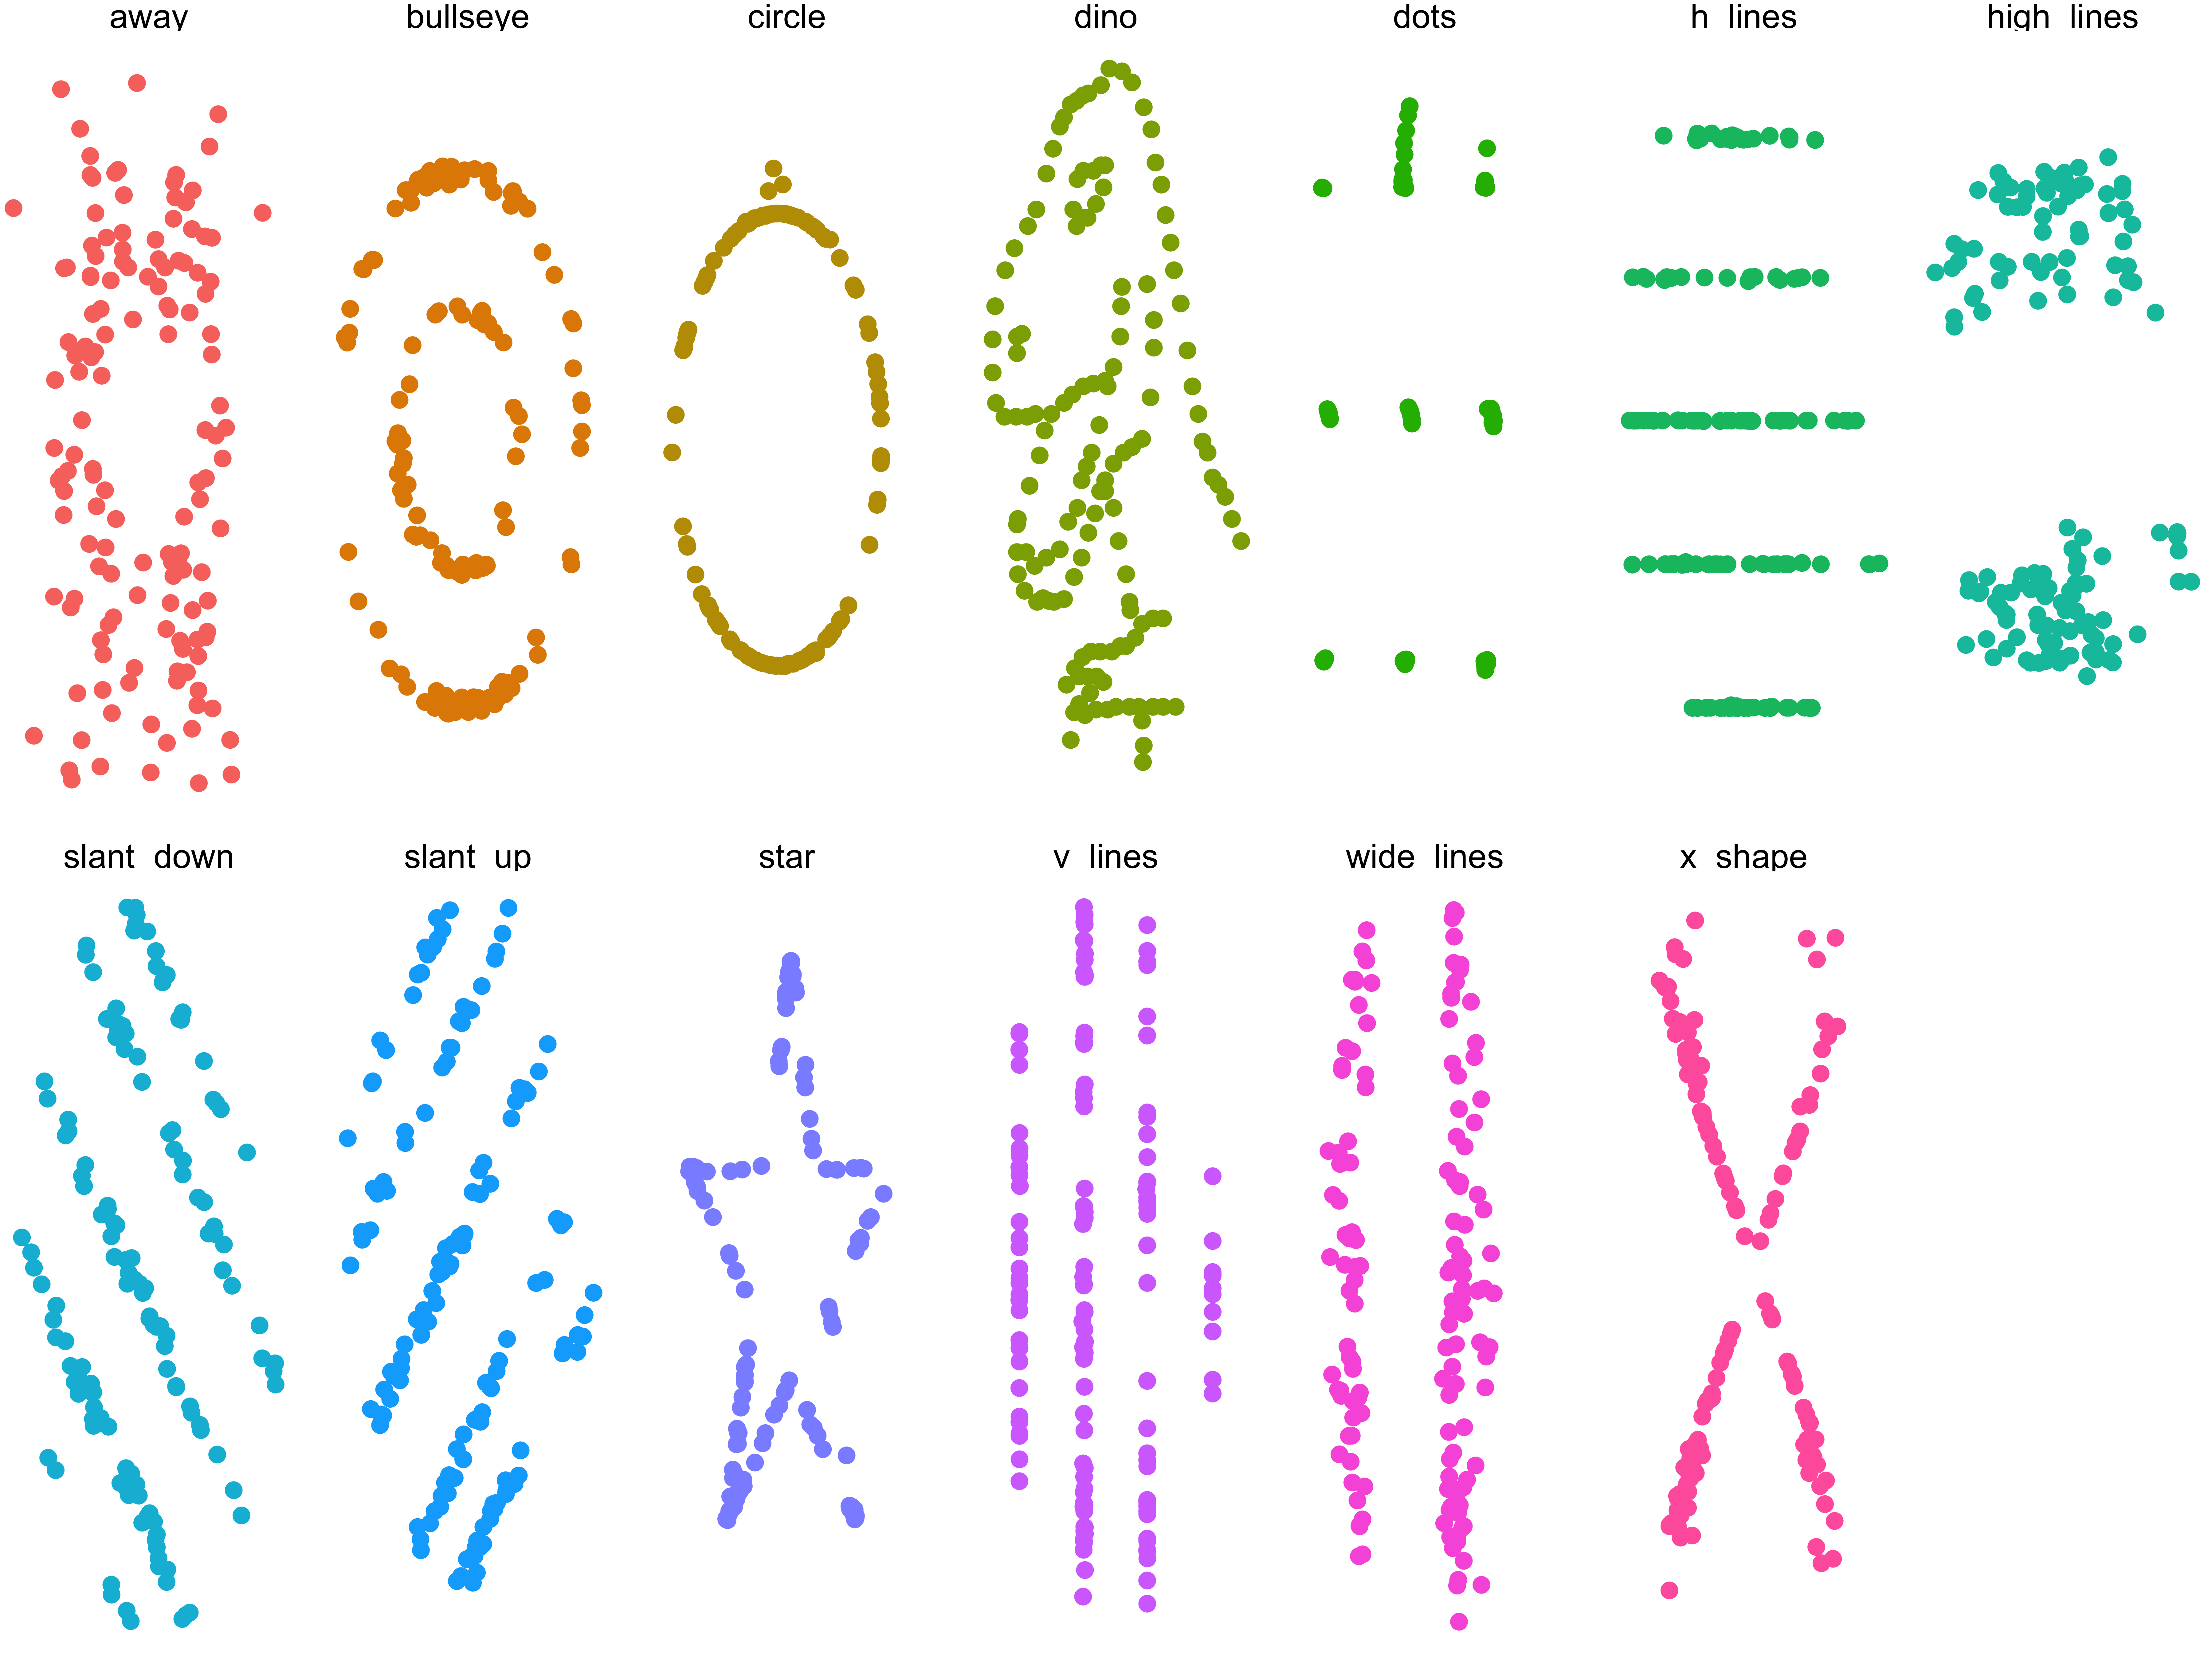 away
bullseye
circle
dino
dots
h lines
high lines
slant down
slant up
star
v lines
wide lines
x shape